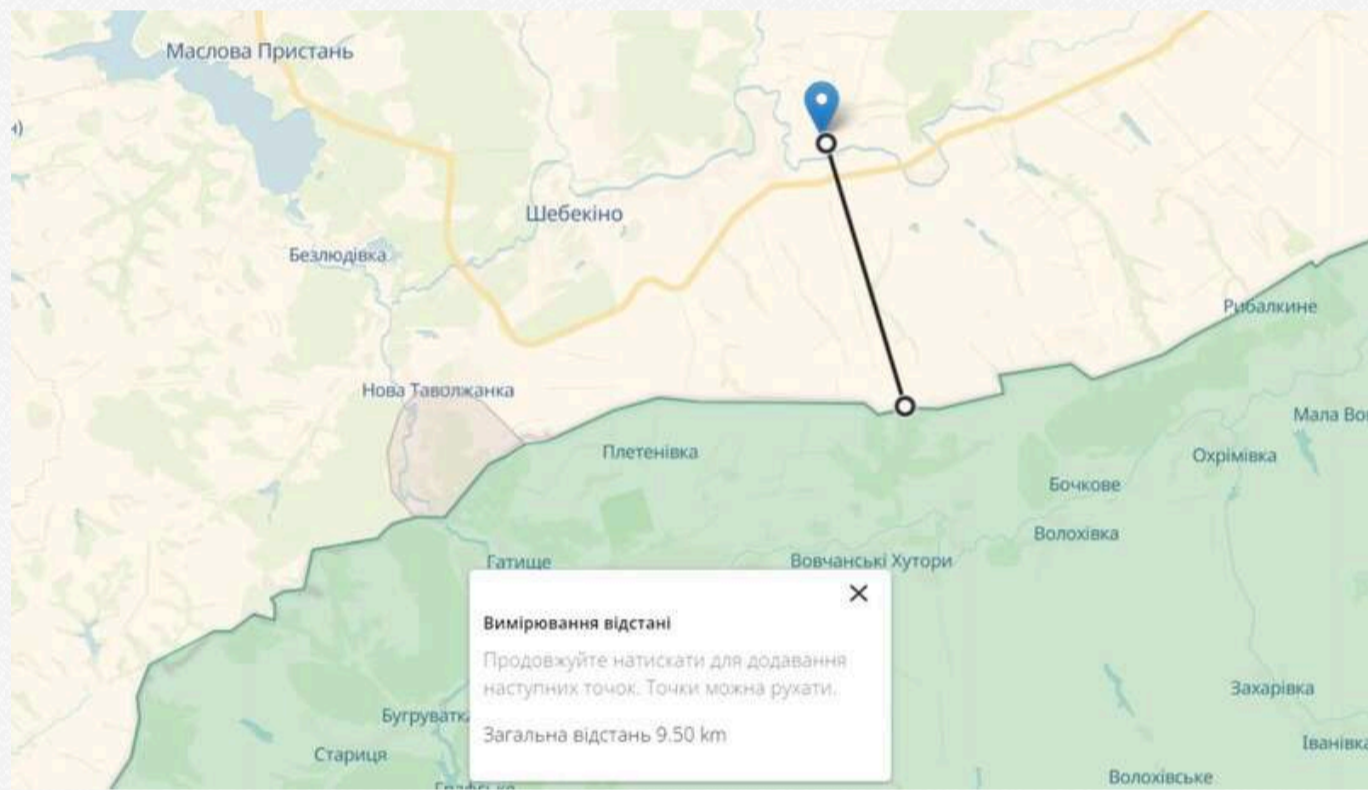 Маслова Пристань
Шебекіно
Безлюдівка
Рибалкине
Нова Таволжанка
Мала Во
Плетенівка
Охрімівка
Бочкове
Волохівка
Гатище
Вовчанські Хутори
Вимірювання відстані
Продовжуйте натискати для додавання
наступних точок. Точки можна рухати.
Загальна відстань 9.50 km
Захарівка
Бугруватк
Іванівка
Стариця
Волохівське